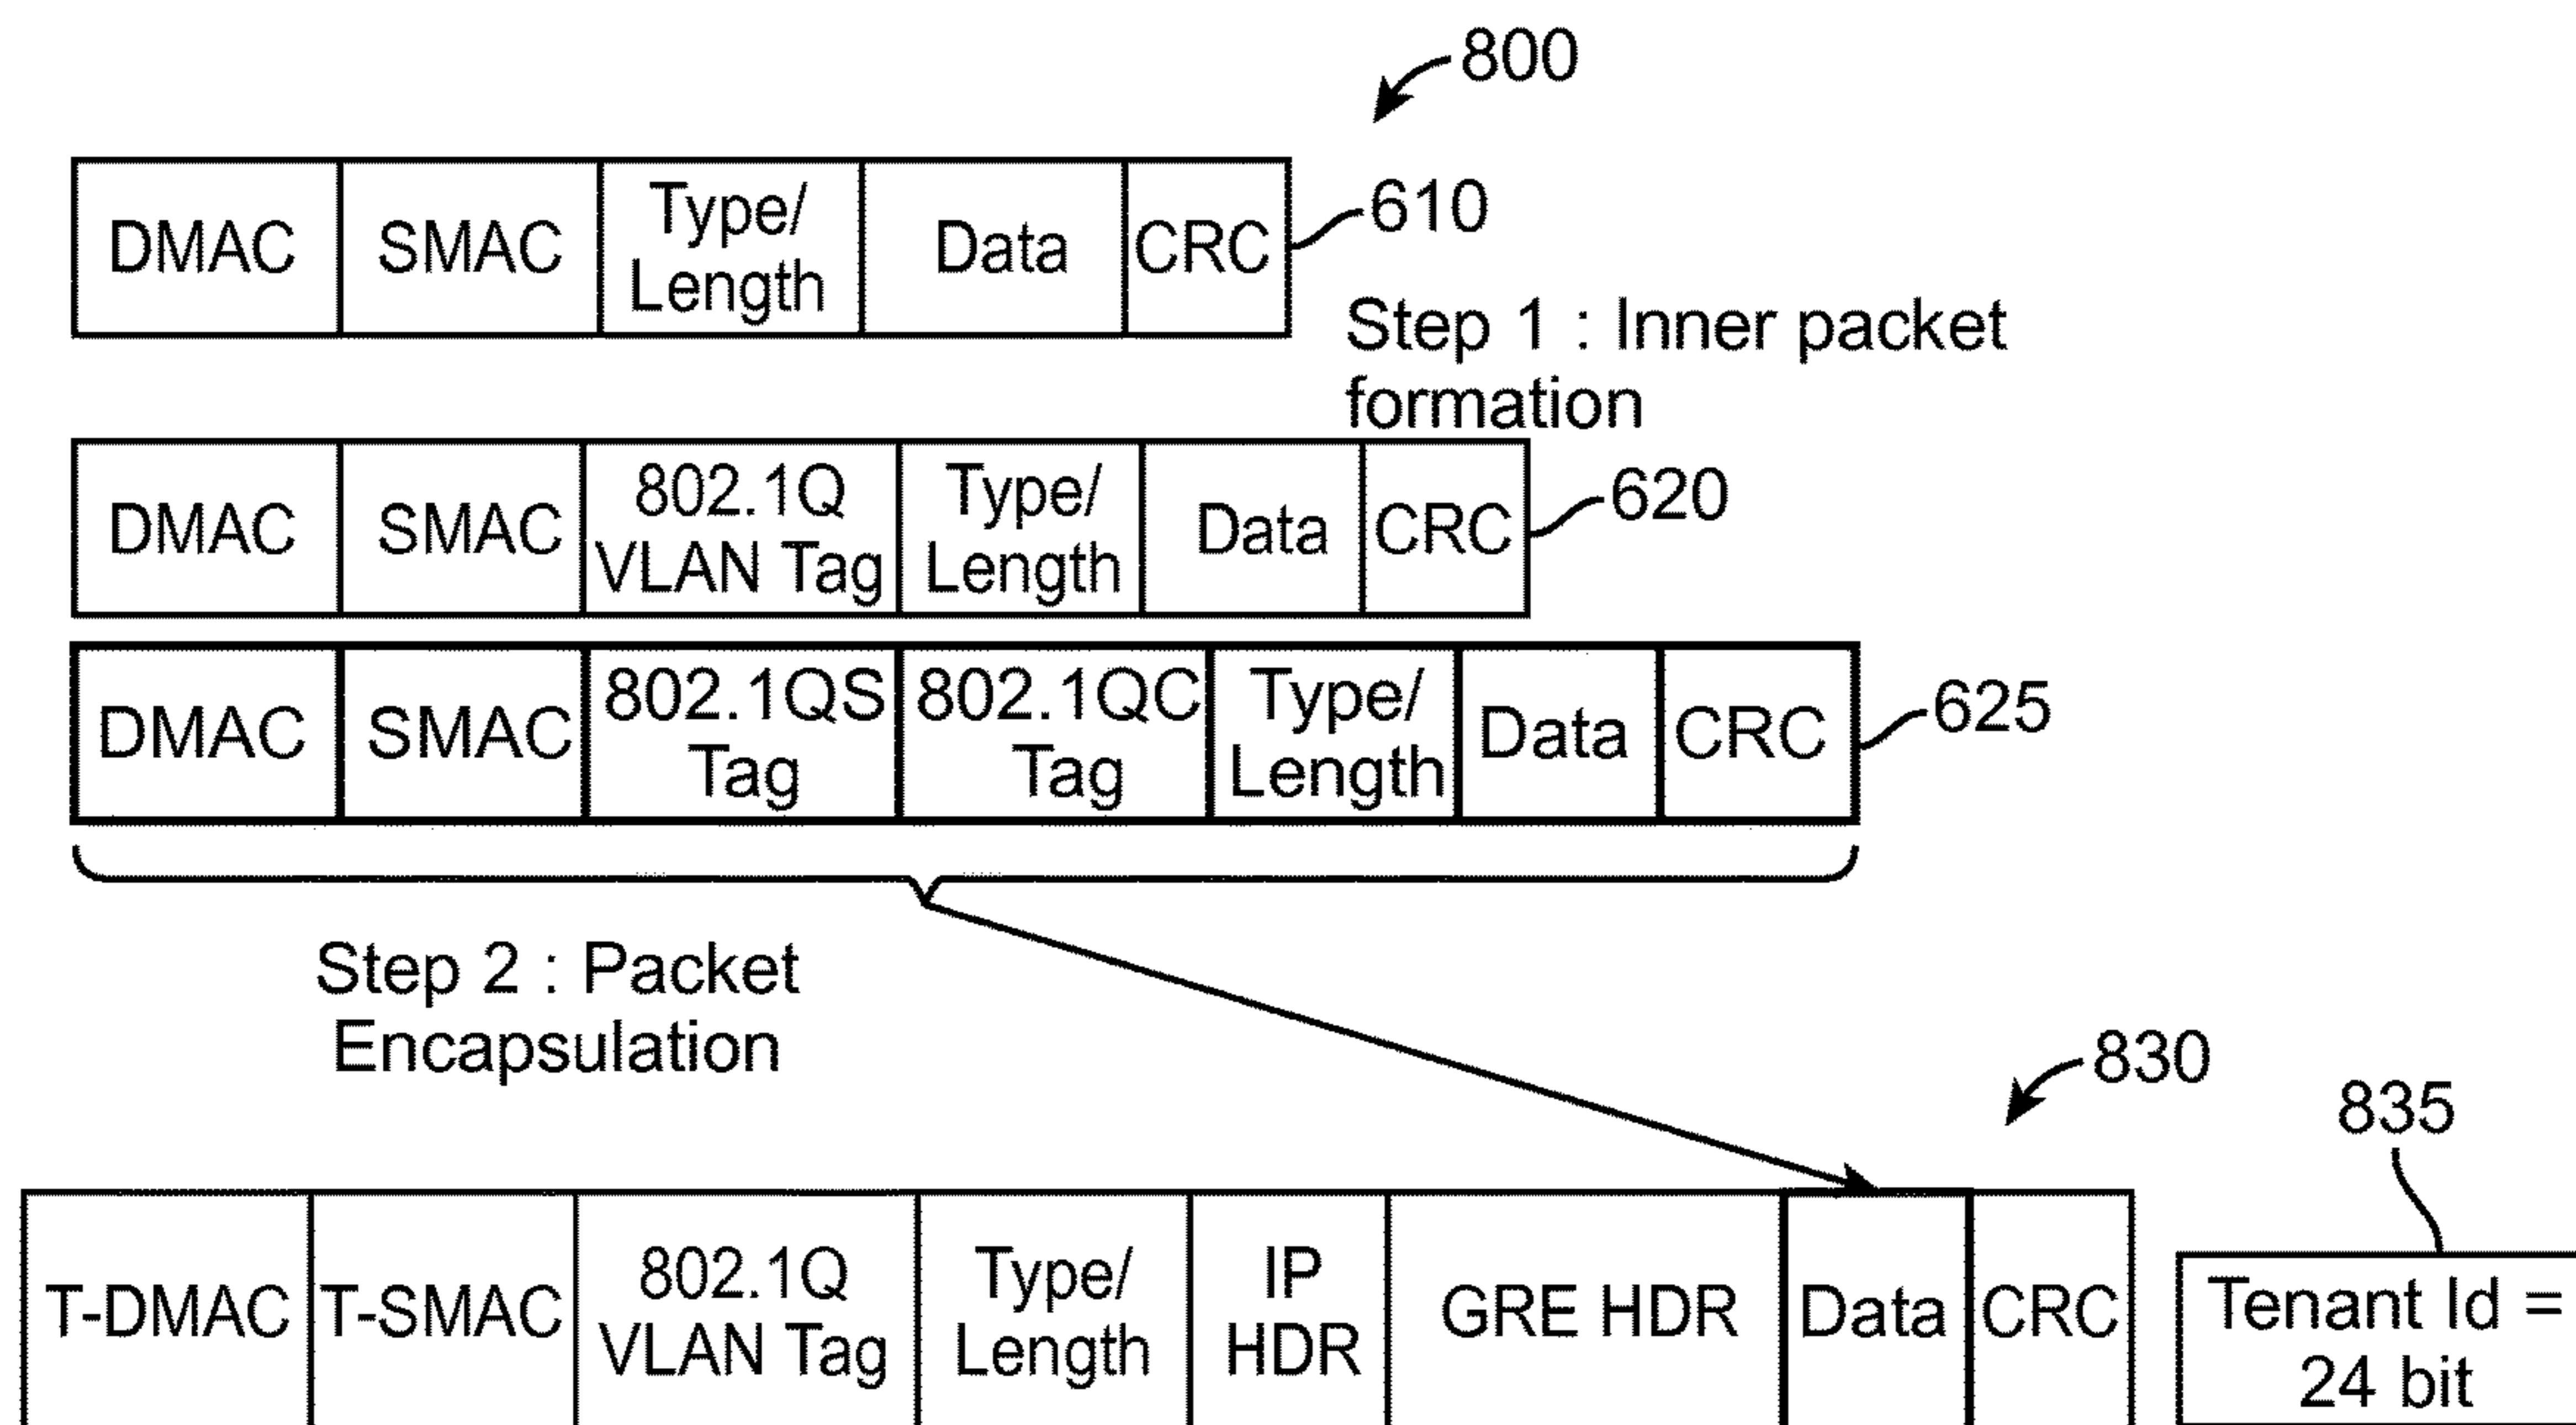 800
DMAC SMAC Type/ Length Data CRC
610
Step 1 : Inner packet
formation
DMAC SMAC 802.1Q VLAN Tag Type/ Length Data CRC
620
DMAC SMAC 802.1QS Tag 802.1QC Tag Type/ Length Data CRC
625
Step 2 : Packet
Encapsulation
830
835
T-DMAC T-SMAC 802.1Q VLAN Tag Type/ Length IP HDR GRE HDR Data CRC
Tenant Id =
24 bit